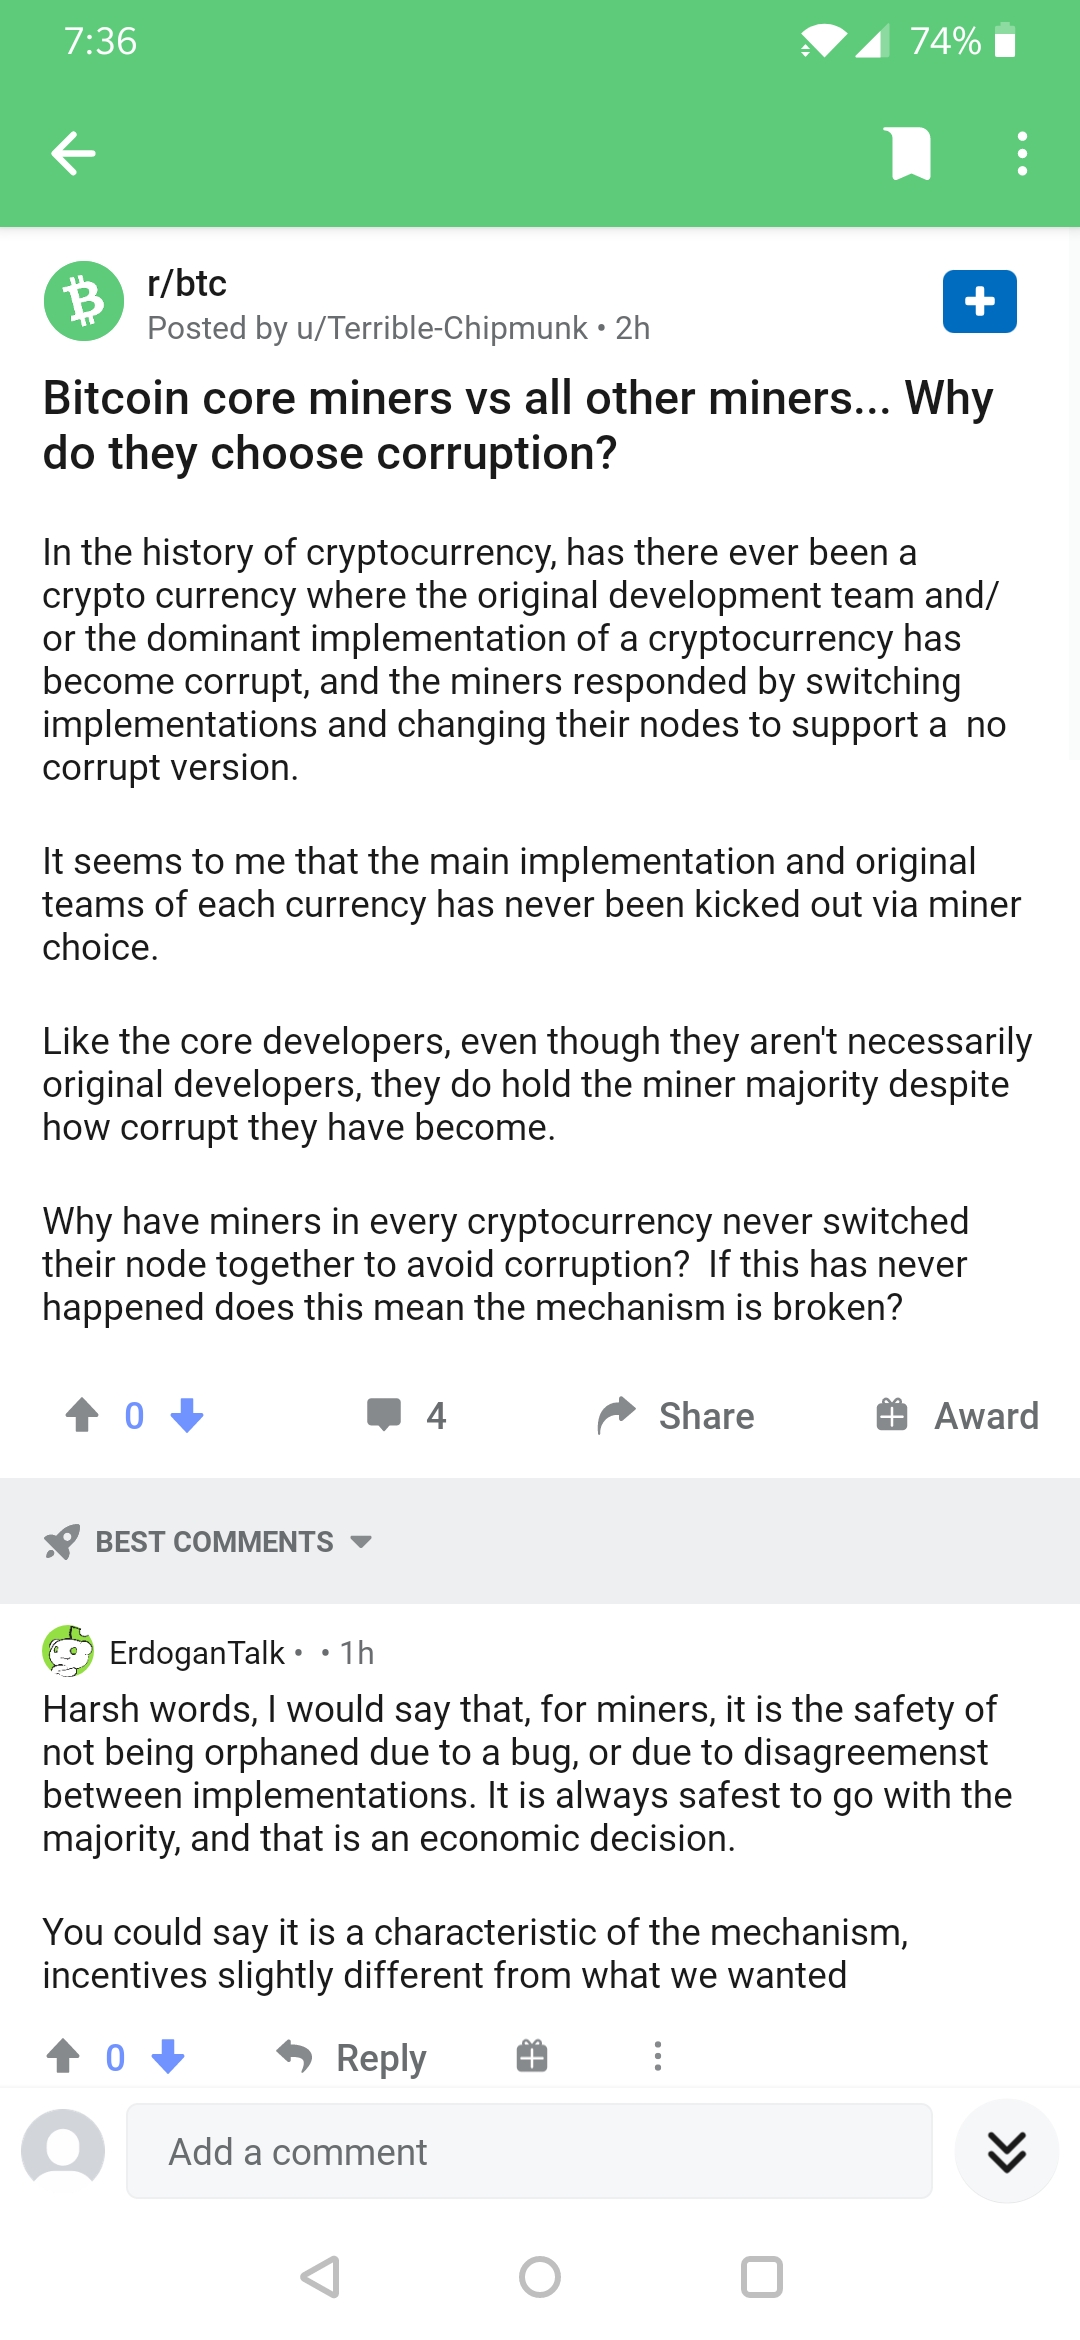 7:36
74%
r/btc
Posted by u/Terrible-Chipmunk • 2h
Bitcoin core miners vs all other miners... Why
do they choose corruption?
In the history of cryptocurrency, has there ever been a
crypto currency where the original development team and/
or the dominant implementation of a cryptocurrency has
become corrupt, and the miners responded by switching
implementations and changing their nodes to support a  no
corrupt version.
It seems to me that the main implementation and original
teams of each currency has never been kicked out via miner
choice.
Like the core developers, even though they aren't necessarily
original developers, they do hold the miner majority despite
how corrupt they have become.
Why have miners in every cryptocurrency never switched
their node together to avoid corruption?  If this has never
happened does this mean the mechanism is broken?
0
4
Share
Award
BEST COMMENTS
ErdoganTalk • • 1h
Harsh words, I would say that, for miners, it is the safety of
not being orphaned due to a bug, or due to disagreemenst
between implementations. It is always safest to go with the
majority, and that is an economic decision.
You could say it is a characteristic of the mechanism,
incentives slightly different from what we wanted
0
Reply
Add a comment